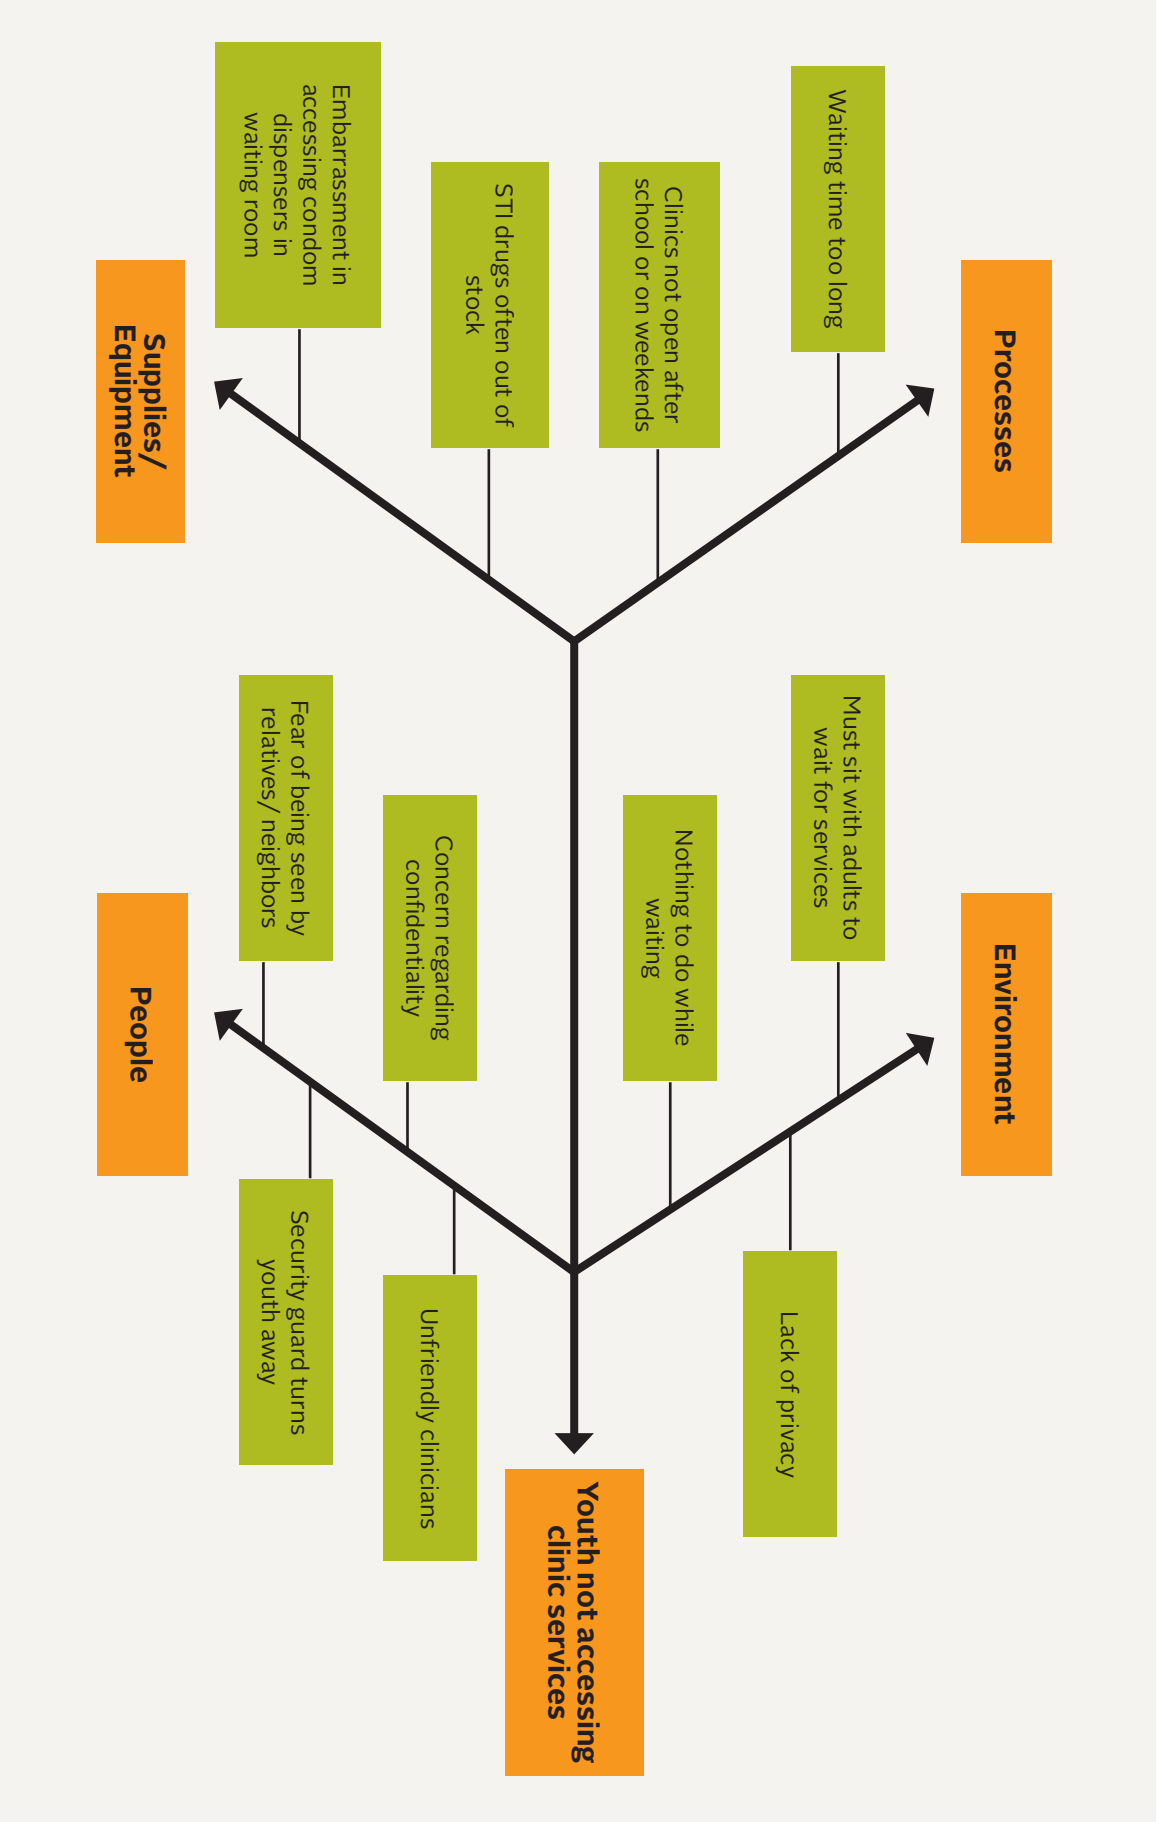 Processes
Environment
Waiting time too long
Must sit with adults to
wait for services
Clinics not open after
school or on weekends
Nothing to do while
waiting
Lack of privacy
Youth not accessing
clinic services
STI drugs often out of
stock
Concern regarding
confidentiality
Unfriendly clinicians
Embarrassment in
accessing condom
dispensers in
waiting room
Fear of being seen by
relatives/ neighbors
Security guard turns
youth away
Supplies/
Equipment
People